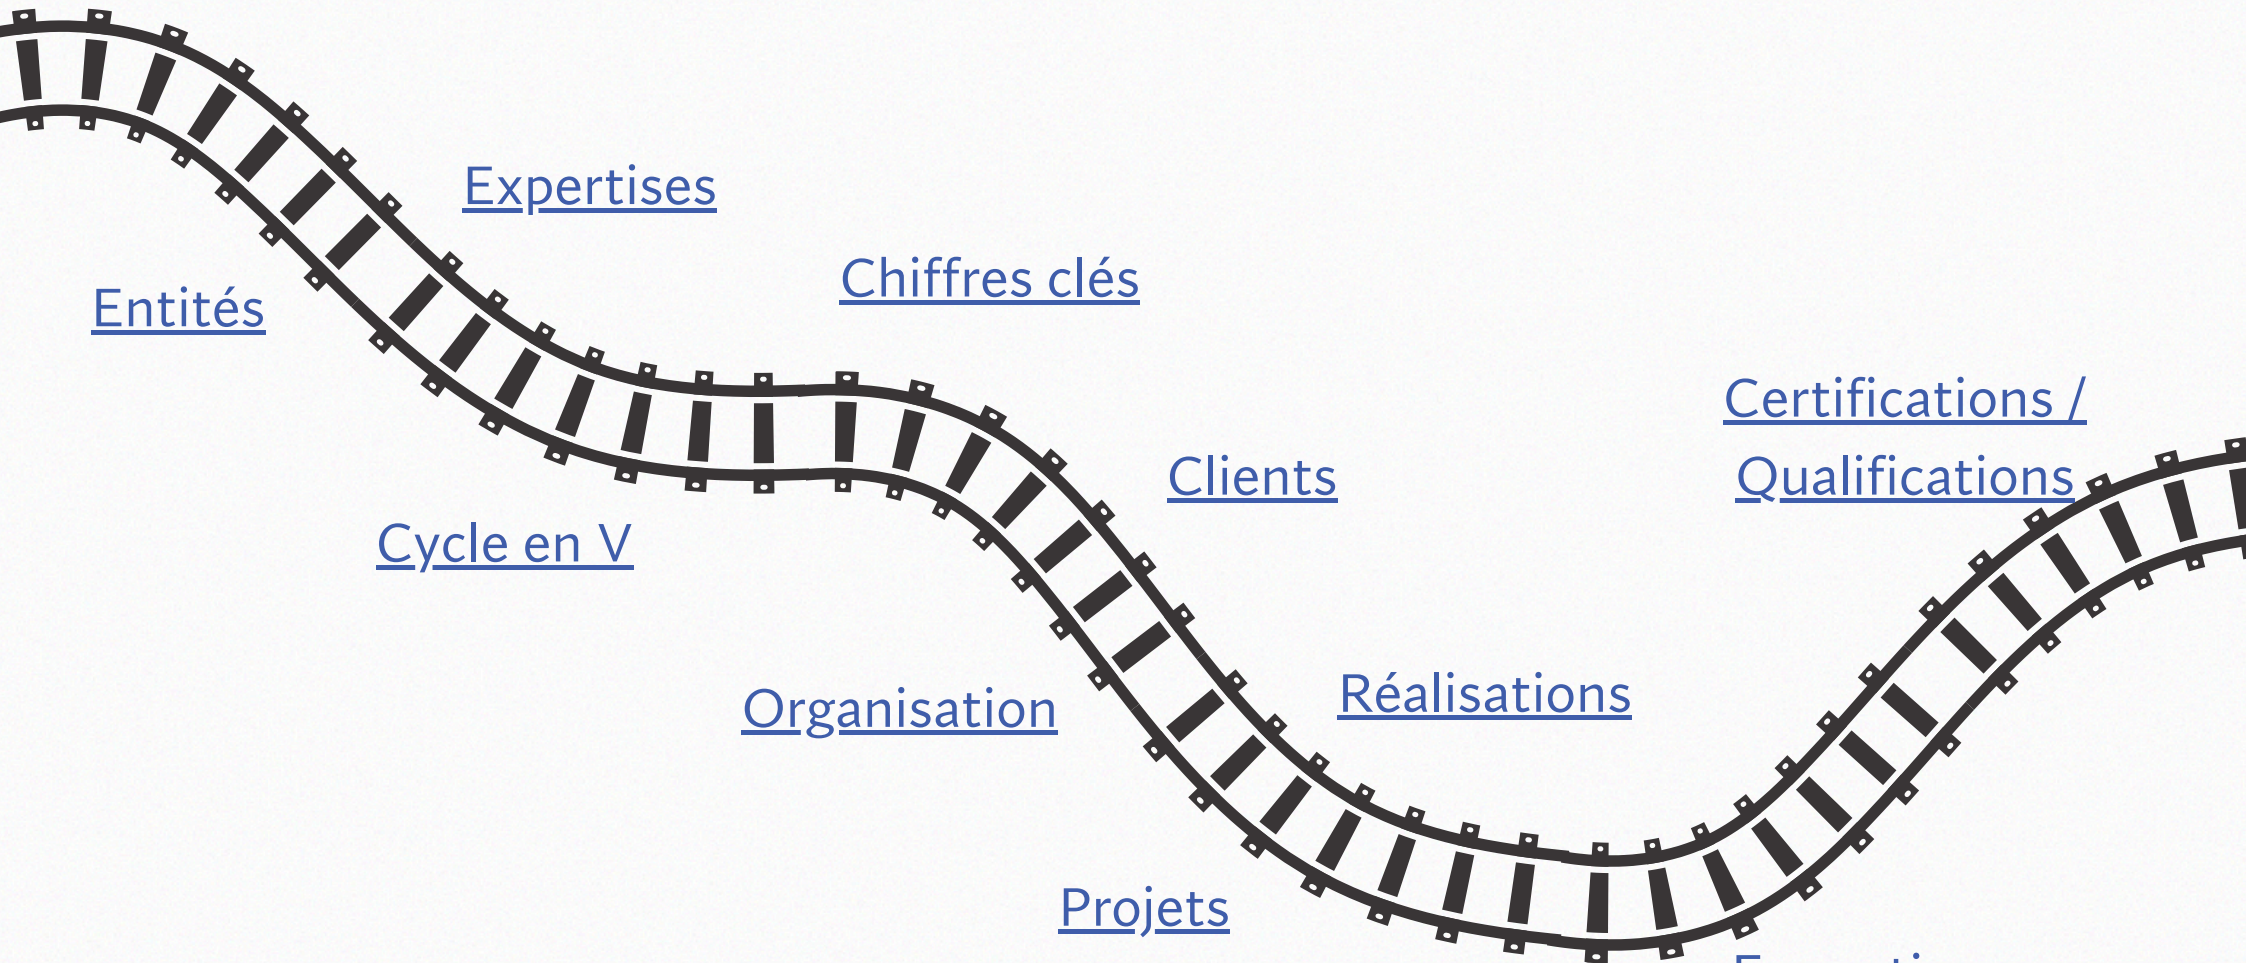 Expertises
Chiffres clés
Entités
Certifications /
Qualifications
Clients
Cycle en V
Réalisations
Organisation
Projets